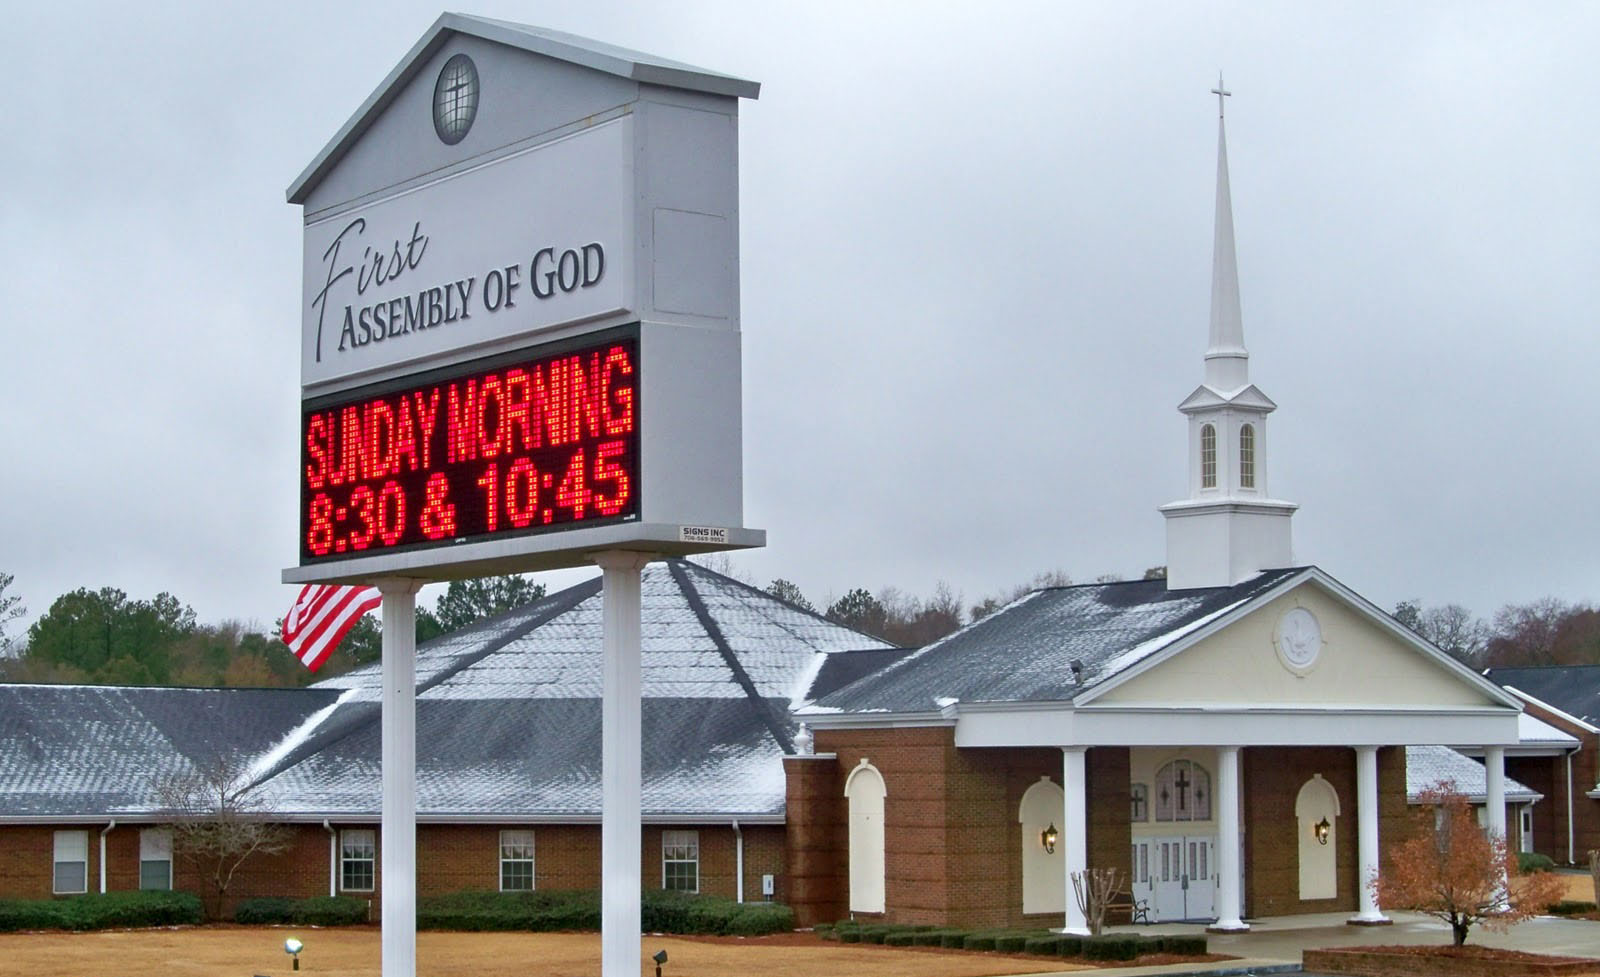 First
ASSEMBLY OF GOD
SUNDAY MORNING
8:30 & 10:45
SIGNS INC